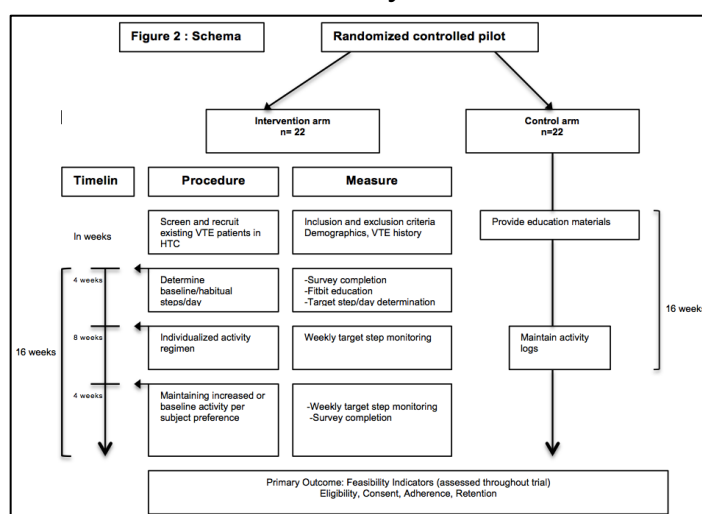 Figure 2 : Schema
Randomized controlled pilot
Intervention arm
n= 22
Control arm
n=22
Timelin
Procedure
Measure
In weeks
Screen and recruit
existing VTE patients in
HTC
Inclusion and exclusion criteria
Demographics, VTE history
Provide education materials
4 weeks
Determine
baseline/habitual
steps/day
-Survey completion
-Fitbit education
-Target step/day determination
16 weeks
16 weeks
8 weeks
Individualized activity
regimen
Weekly target step monitoring
Maintain activity
logs
4 weeks
Maintaining increased or
baseline activity per
subject preference
-Weekly target step monitoring
-Survey completion
Primary Outcome: Feasibility Indicators (assessed throughout trial)
Eligibility, Consent, Adherence, Retention